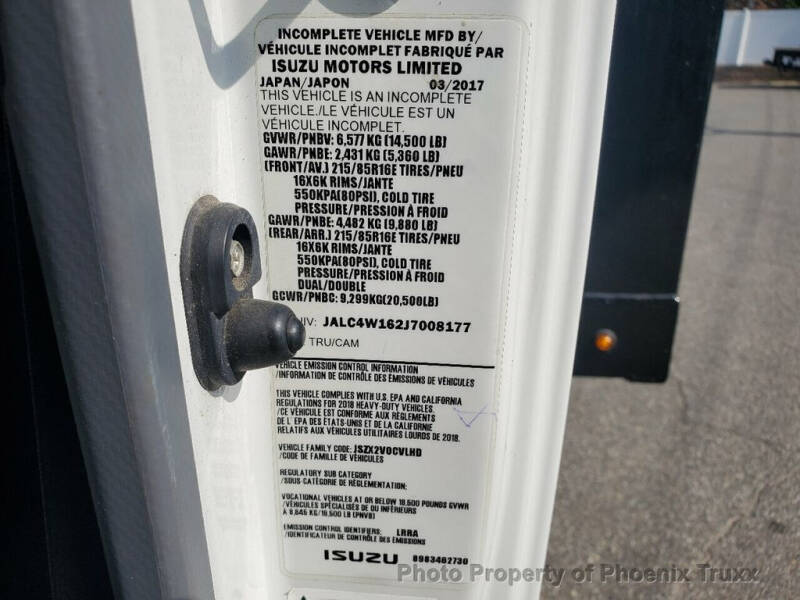 INCOMPLETE VEHICLE MFD BY/
VÉHICULE INCOMPLET FABRIQUÉ PAR
ISUZU MOTORS LIMITED
JAPAN/JAPON 03/2017
THIS VEHICLE IS AN INCOMPLETE
VEHICLE./LE VÉHICULE EST UN
VÉHICULE INCOMPLET.
GVWR/PNBV: 6,577 KG (14,500 LB)
GAWR/PNBE: 2,431 KG (5,360 LB)
(FRONT/AV.) 215/85R16E TIRES/PNEU
16X6K RIMS/JANTE
550KPA(80PSI), COLD TIRE
PRESSURE/PRESSION À FROID
GAWR/PNBE: 4,482 KG (9,880 LB)
(REAR/ARR.) 215/85R16E TIRES/PNEU
16X6K RIMS/JANTE
550KPA(80PSI), COLD TIRE
PRESSURE/PRESSION À FROID
DUAL/DOUBLE
GCWR/PNBC: 9,299KG(20,500LB)
NIV: JALC4W162J7008177
TRU/CAM
VEHICLE EMISSION CONTROL INFORMATION
/INFORMATION DE CONTRÔLE DES ÉMISSIONS DE VÉHICULES
THIS VEHICLE COMPLIES WITH U.S. EPA AND CALIFORNIA
REGULATIONS FOR 2018 HEAVY-DUTY VEHICLES.
/CE VÉHICULE EST CONFORME AUX RÈGLEMENTS
DE L'EPA DES ÉTATS-UNIS ET DE LA CALIFORNIE
RELATIFS AUX VÉHICULES UTILITAIRES LOURDS DE 2018.
VEHICLE FAMILY CODE: JSZX2VOCVLHD
/CODE DE FAMILLE DE VÉHICULES
REGULATORY SUB CATEGORY
/SOUS-CATÉGORIE DE RÉGLEMENTATION:
VOCATIONAL VEHICLES AT OR BELOW 19,500 POUNDS GVWR
/VÉHICULES SPÉCIALISÉS DE OU INFÉRIEURS
À 8,845 KG/19,500 LB (PNVB)
EMISSION CONTROL IDENTIFIERS: LRRA
/IDENTIFICATEUR DE CONTRÔLE DES ÉMISSIONS
ISUZU 8983462730
Photo Property of Phoenix Truxx